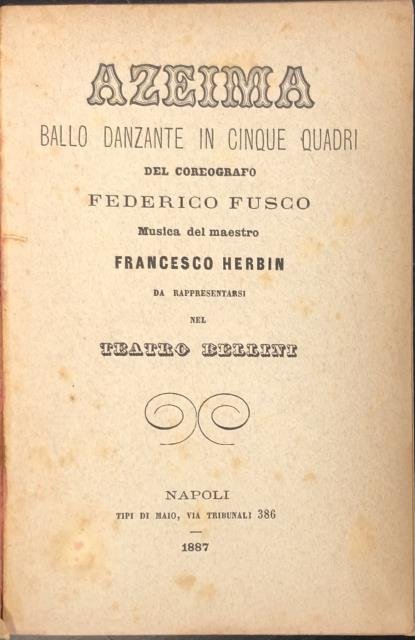 AZEIMA
BALLO DANZANTE IN CINQUE QUADRI
DEL COREOGRAFO
FEDERICO FUSCO
Musica del maestro
FRANCESCO HERBIN
DA RAPPRESENTARSI
NEL
TEATRO BELLINI
NAPOLI
TIPI DI MAIO, VIA TRIBUNALI 386
1887